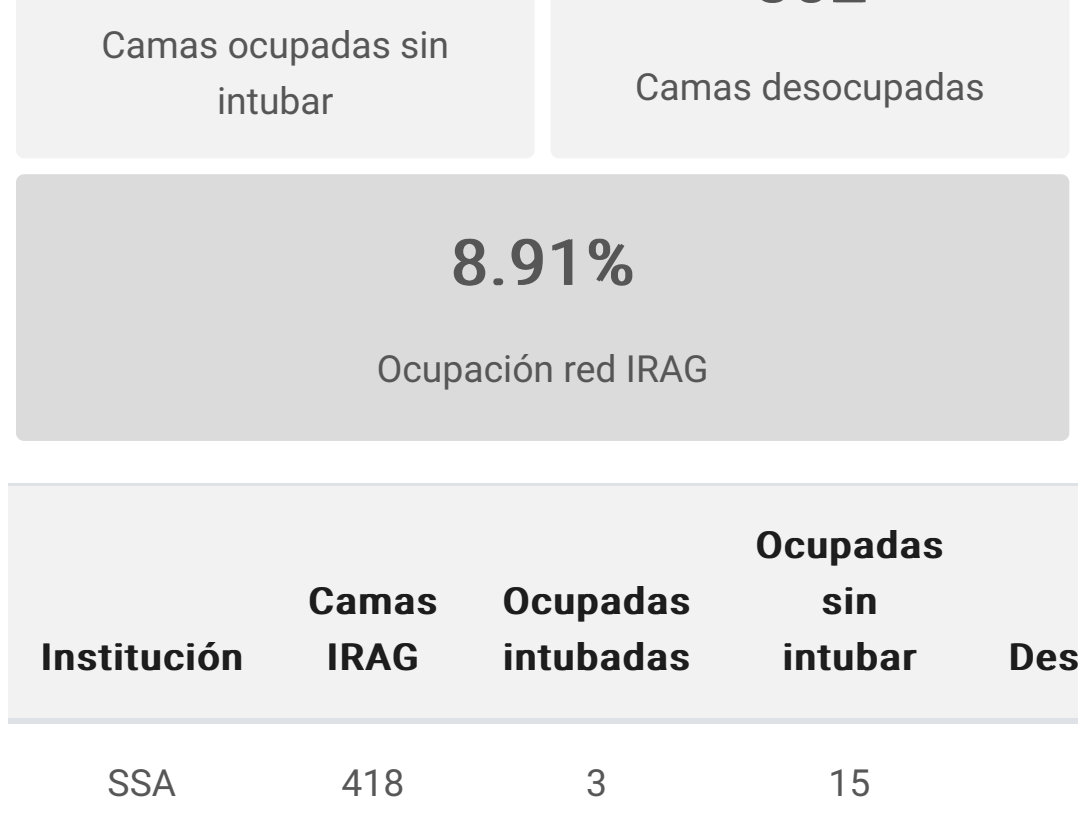 Camas ocupadas sin
intubar
Camas desocupadas
8.91%
Ocupación red IRAG
Ocupadas
Camas Ocupadas sin
Institución IRAG intubadas intubar Des
SSA 418 3 15